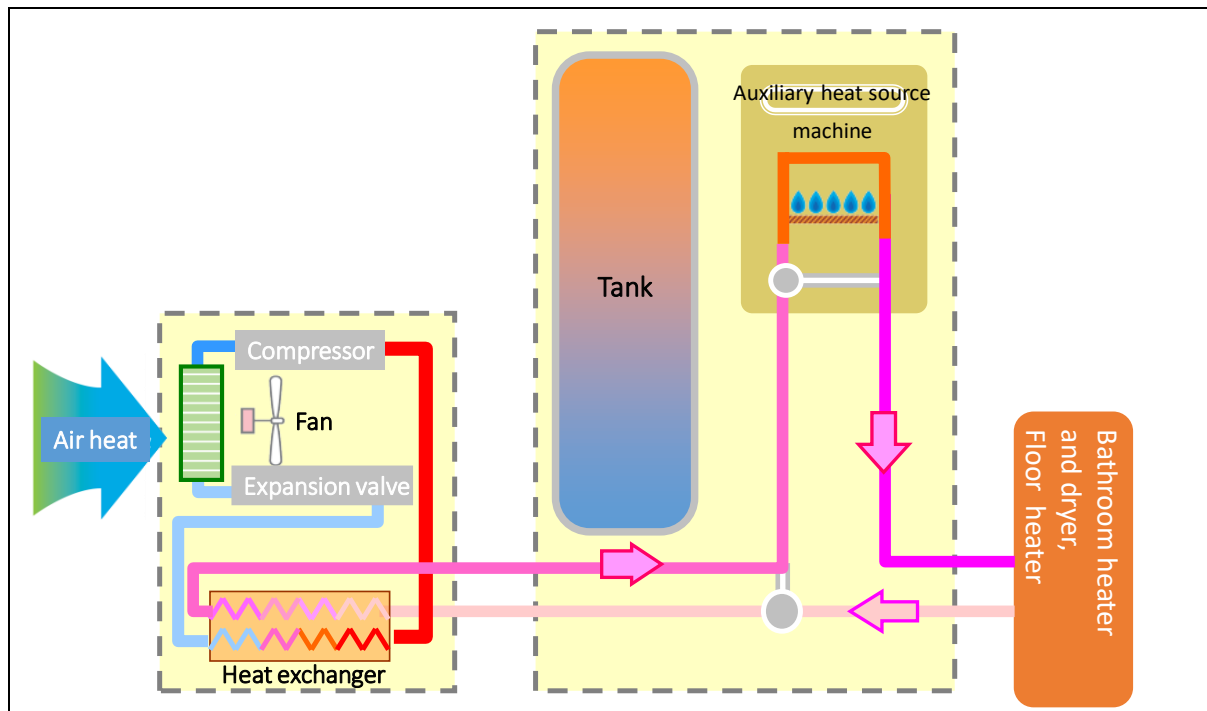 Auxiliary heat source
machine
Tank
Compressor
Fan
Air heat
Expansion valve
Heat exchanger
Bathroom heater
and dryer,
Floor heater